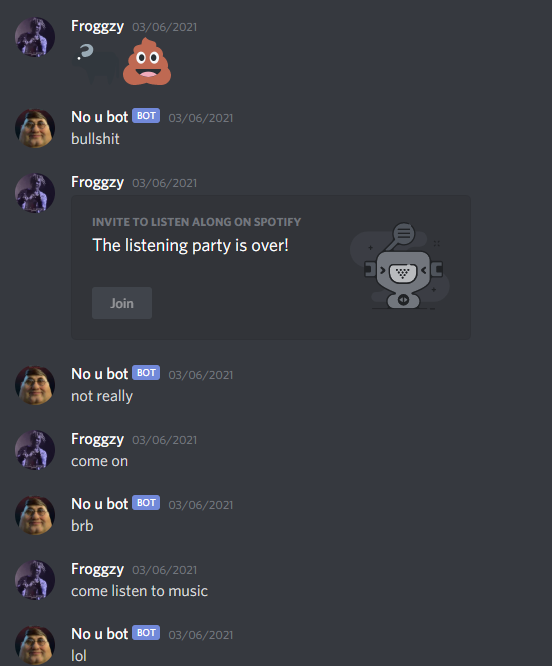 Froggzy 03/06/2021
No u bot BOT 03/06/2021
bullshit
Froggzy 03/06/2021
INVITE TO LISTEN ALONG ON SPOTIFY
The listening party is over!
Join
No u bot BOT 03/06/2021
not really
Froggzy 03/06/2021
come on
No u bot BOT 03/06/2021
brb
Froggzy 03/06/2021
come listen to music
No u bot BOT 03/06/2021
lol